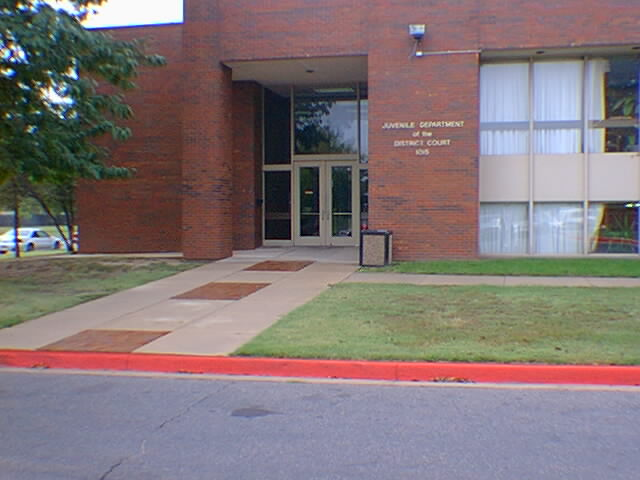 JUVENILE DEPARTMENT
of the
DISTRICT COURT
1015